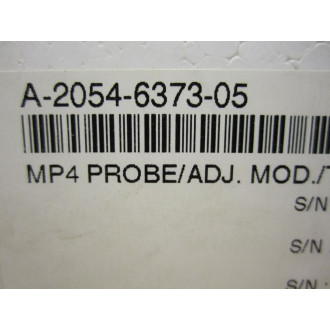 A-2054-6373-05
MP4 PROBE/ADJ. MOD./T
S/N
S/N
S/N